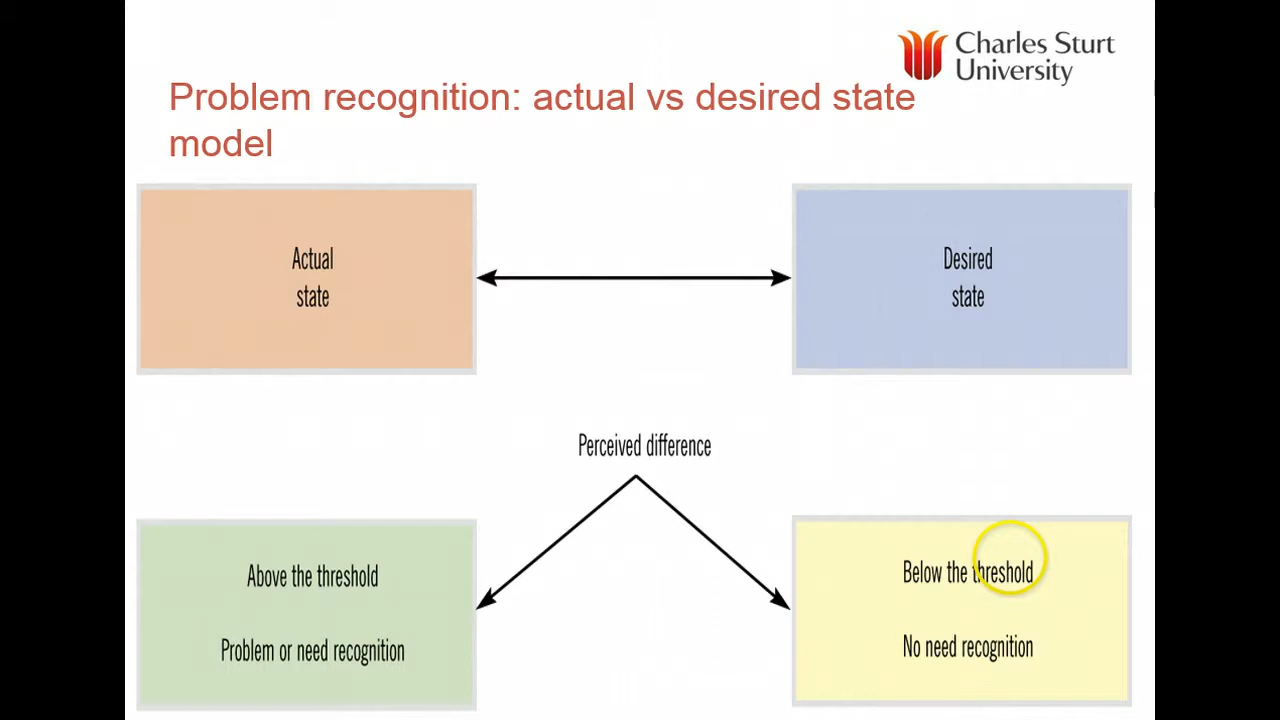 Charles Sturt
University
Problem recognition: actual vs desired state
model
Actual
state
Desired
state
Perceived difference
Above the threshold
Problem or need recognition
Below the threshold
No need recognition